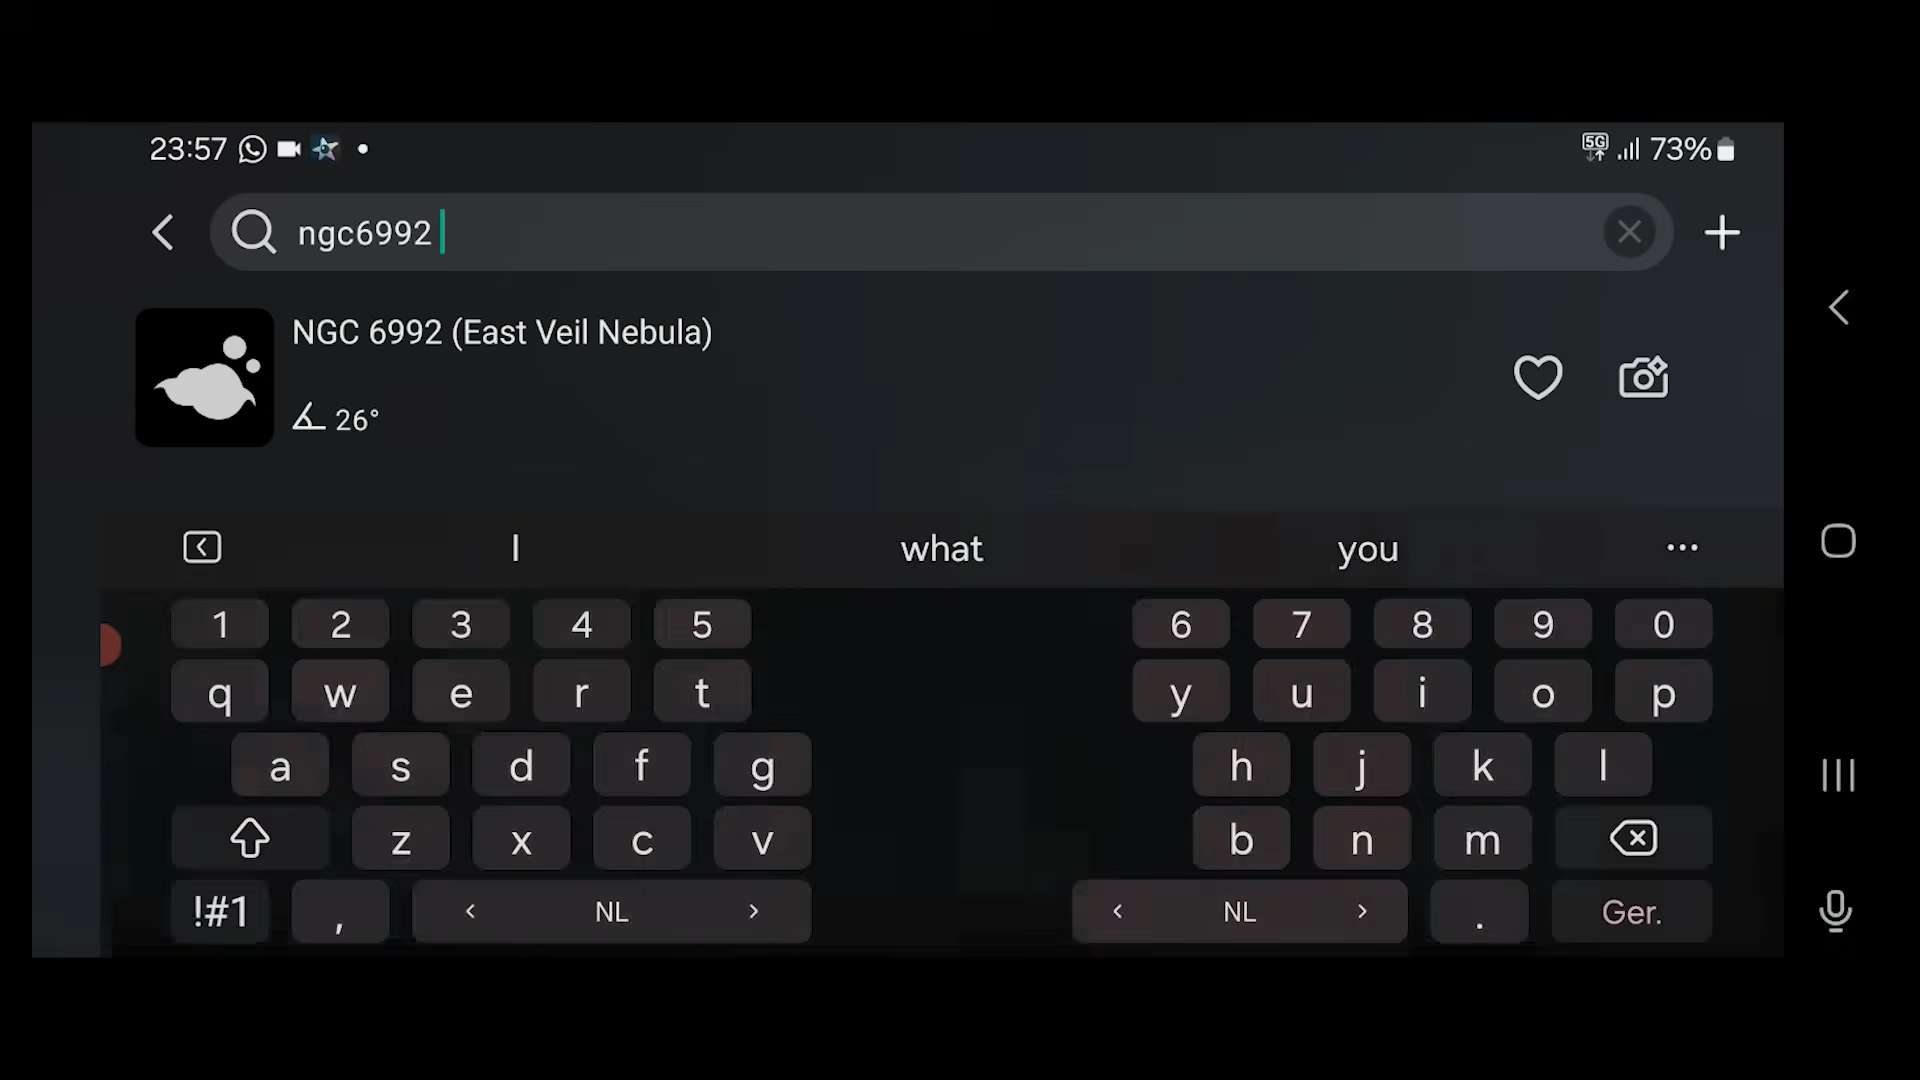 23:57 5G 73%
ngc6992
NGC 6992 (East Veil Nebula)
26°
I what you ...
1 2 3 4 5 6 7 8 9 0
q w e r t y u i o p
a s d f g h j k l
z x c v b n m
!#1 , < NL > < NL > . Ger.